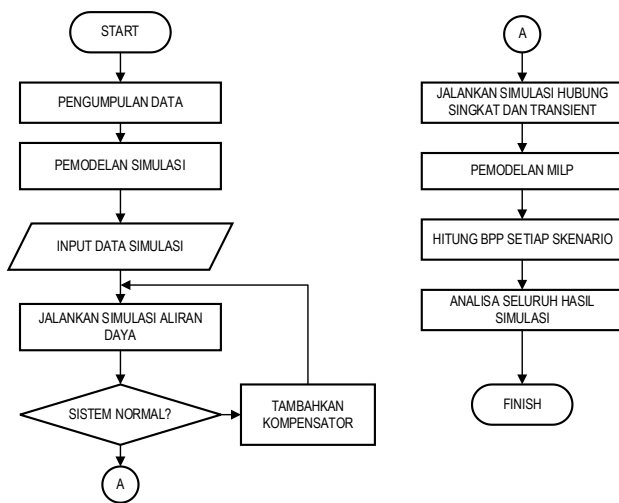 START
PENGUMPULAN DATA
PEMODELAN SIMULASI
INPUT DATA SIMULASI
JALANKAN SIMULASI ALIRAN
DAYA
SISTEM NORMAL?
TAMBAHKAN
KOMPENSATOR
A
A
JALANKAN SIMULASI HUBUNG
SINGKAT DAN TRANSIENT
PEMODELAN MILP
HITUNG BPP SETIAP SKENARIO
ANALISA SELURUH HASIL
SIMULASI
FINISH